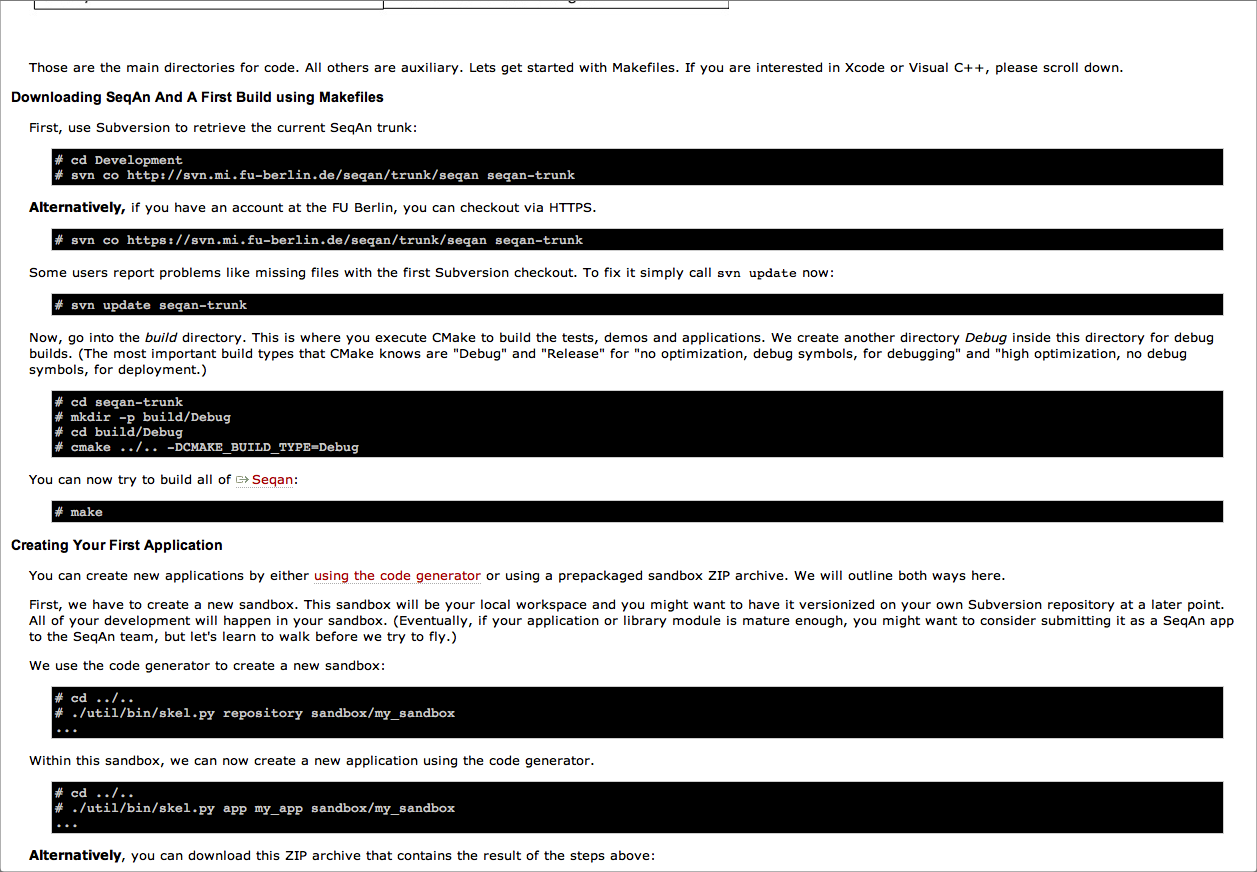 Those are the main directories for code. All others are auxiliary. Lets get started with Makefiles. If you are interested in Xcode or Visual C++, please scroll down.
Downloading SeqAn And A First Build using Makefiles
First, use Subversion to retrieve the current SeqAn trunk:
# cd Development
# svn co http://svn.mi.fu-berlin.de/seqan/trunk/seqan seqan-trunk
Alternatively, if you have an account at the FU Berlin, you can checkout via HTTPS.
# svn co https://svn.mi.fu-berlin.de/seqan/trunk/seqan seqan-trunk
Some users report problems like missing files with the first Subversion checkout. To fix it simply call svn update now:
# svn update seqan-trunk
Now, go into the build directory. This is where you execute CMake to build the tests, demos and applications. We create another directory Debug inside this directory for debug
builds. (The most important build types that CMake knows are "Debug" and "Release" for "no optimization, debug symbols, for debugging" and "high optimization, no debug
symbols, for deployment.)
# cd seqan-trunk
# mkdir -p build/Debug
# cd build/Debug
# cmake ../.. -DCMAKE_BUILD_TYPE=Debug
You can now try to build all of Seqan:
# make
Creating Your First Application
You can create new applications by either using the code generator or using a prepackaged sandbox ZIP archive. We will outline both ways here.
First, we have to create a new sandbox. This sandbox will be your local workspace and you might want to have it versionized on your own Subversion repository at a later point.
All of your development will happen in your sandbox. (Eventually, if your application or library module is mature enough, you might want to consider submitting it as a SeqAn app
to the SeqAn team, but let's learn to walk before we try to fly.)
We use the code generator to create a new sandbox:
# cd ../..
# ./util/bin/skel.py repository sandbox/my_sandbox
...
Within this sandbox, we can now create a new application using the code generator.
# cd ../..
# ./util/bin/skel.py app my_app sandbox/my_sandbox
...
Alternatively, you can download this ZIP archive that contains the result of the steps above: